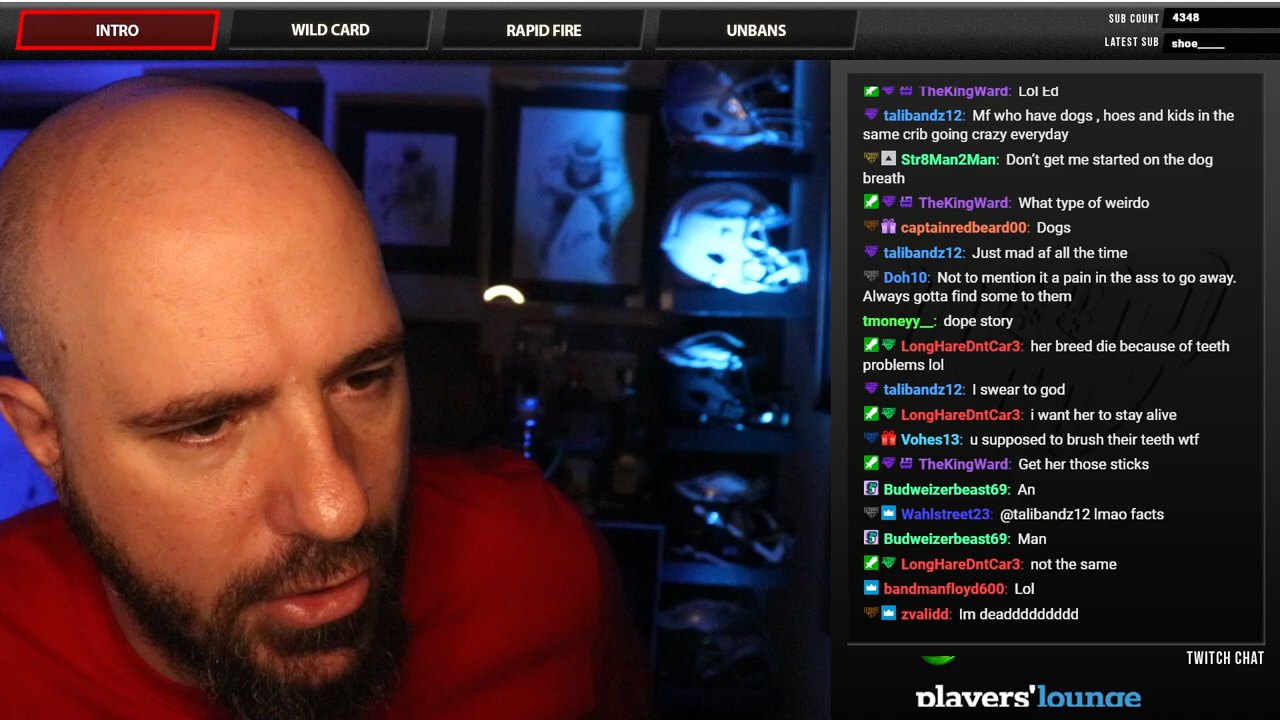 INTRO
WILD CARD
RAPID FIRE
UNBANS
SUB COUNT 4348
LATEST SUB shoe_____
TheKingWard: Lol Ed
talibandz12: Mf who have dogs , hoes and kids in the
same crib going crazy everyday
Str8Man2Man: Don't get me started on the dog
breath
TheKingWard: What type of weirdo
captainredbeard00: Dogs
talibandz12: Just mad af all the time
Doh10: Not to mention it a pain in the ass to go away.
Always gotta find some to them
tmoneyy__: dope story
LongHareDntCar3: her breed die because of teeth
problems lol
talibandz12: I swear to god
LongHareDntCar3: i want her to stay alive
Vohes13: u supposed to brush their teeth wtf
TheKingWard: Get her those sticks
Budweizerbeast69: An
Wahlstreet23: @talibandz12 lmao facts
Budweizerbeast69: Man
LongHareDntCar3: not the same
bandmanfloyd600: Lol
zvalidd: Im deadddddddd
TWITCH CHAT
players'lounge